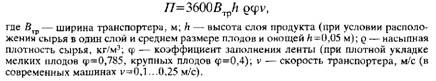 П=3600Bтрh ϱφv,
где Bтр – ширина транспортера, м; h – высота слоя продукта (при условии располо-
жения сырья в один слой и среднем размере плодов и овощей h=0,05 м); ϱ – насыпная
плотность сырья, кг/м³; φ – коэффициент заполнения ленты (при плотной укладке
мелких плодов φ=0,785, крупных плодов φ=0,4); v – скорость транспортера, м/с (в
современных машинах v=0,1...0,25 м/с).